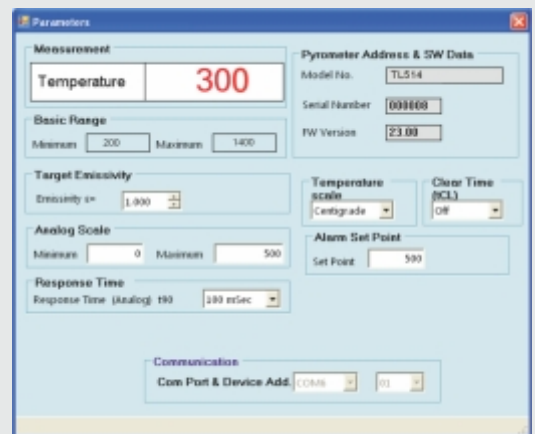 Parameters
Measurement
Temperature 300
Basic Range
Minimum 200 Maximum 1400
Target Emissivity
Emissivity ε= 1.000
Analog Scale
Minimum 0 Maximum 500
Response Time
Response Time (Analog) t90 100 mSec
Pyrometer Address & SW Data
Model No. TL514
Serial Number 000008
FW Version 23.00
Temperature scale
Centigrade
Clear Time (tCL)
Off
Alarm Set Point
Set Point 500
Communication
Com Port & Device Add. COM6 01